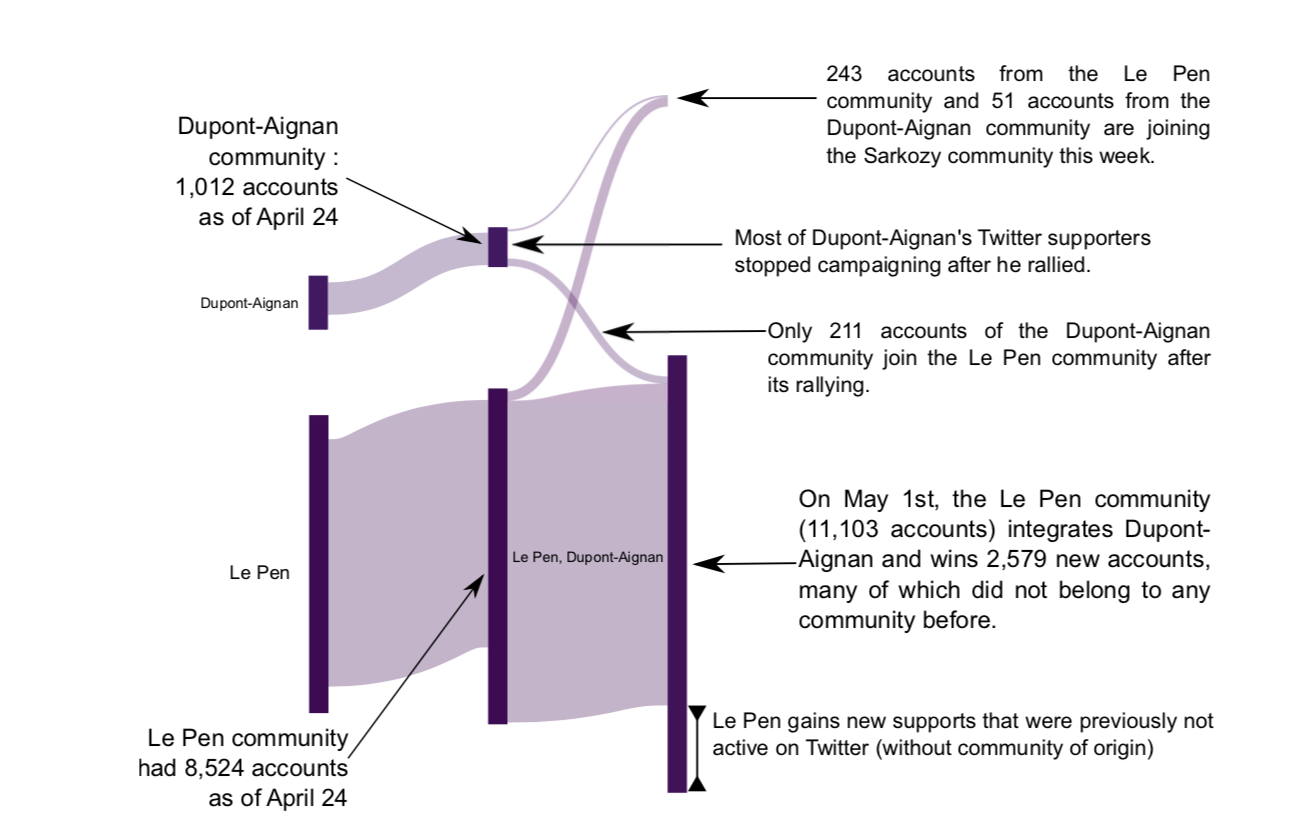 243 accounts from the Le Pen
community and 51 accounts from the
Dupont-Aignan community are joining
the Sarkozy community this week.
Dupont-Aignan
community :
1,012 accounts
as of April 24
Most of Dupont-Aignan's Twitter supporters
stopped campaigning after he rallied.
Dupont-Aignan
Only 211 accounts of the Dupont-Aignan
community join the Le Pen community after
its rallying.
On May 1st, the Le Pen community
(11,103 accounts) integrates Dupont-
Aignan and wins 2,579 new accounts,
many of which did not belong to any
community before.
Le Pen, Dupont-Aignan
Le Pen
Le Pen gains new supports that were previously not
active on Twitter (without community of origin)
Le Pen community
had 8,524 accounts
as of April 24